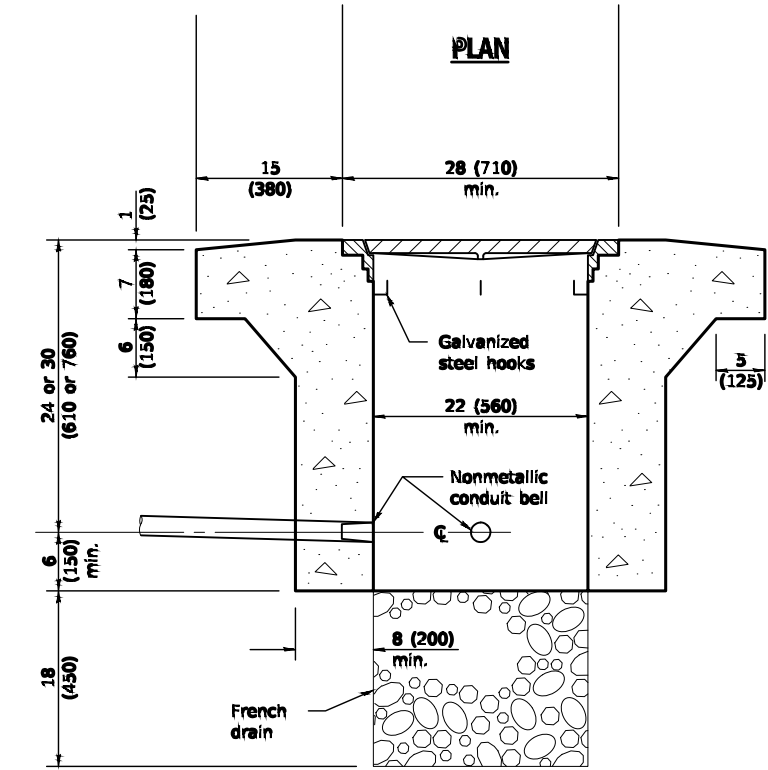 PLAN
15
(380)
28 (710)
min.
1
(25)
7
(180)
6
(150)
24 or 30
(610 or 760)
Galvanized
steel hooks
5
(125)
22 (560)
min.
Nonmetallic
conduit bell
℄
6
(150)
min.
8 (200)
min.
18
(450)
French
drain